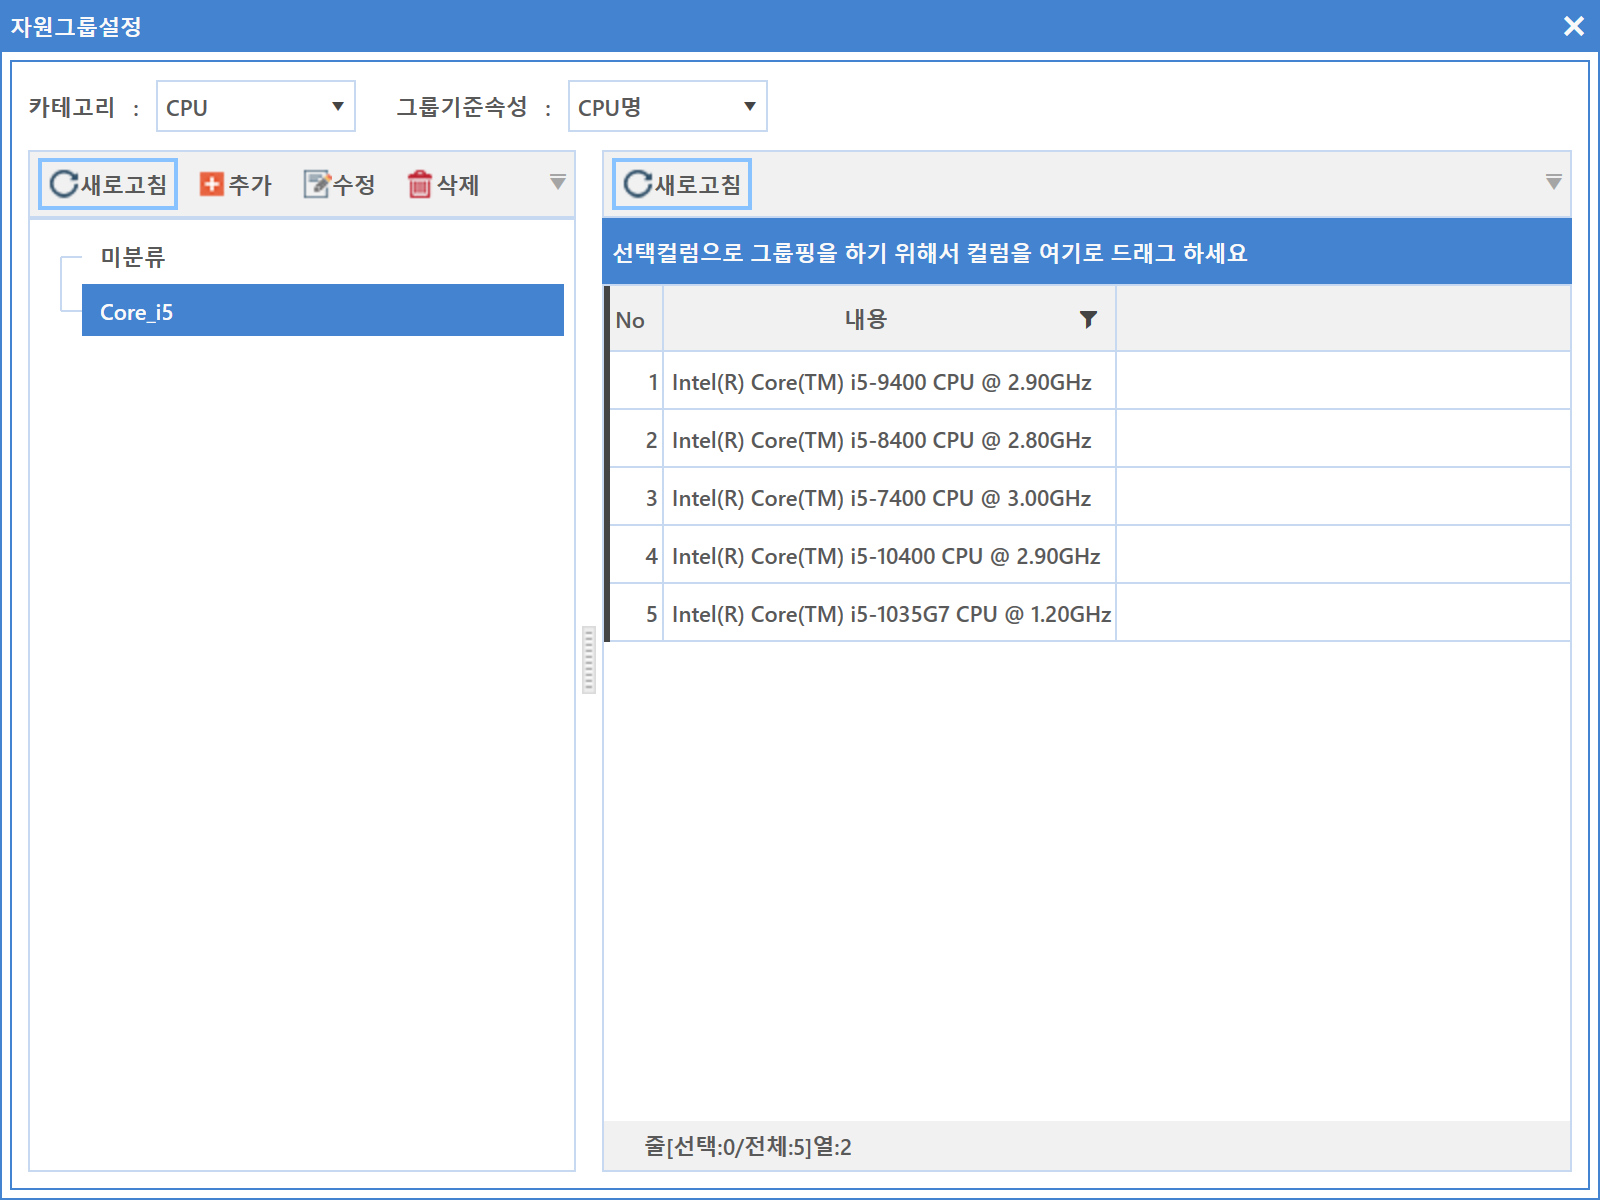 자원그룹설정
카테고리 : CPU 그룹기준속성 : CPU명
새로고침 추가 수정 삭제
미분류
Core_i5
새로고침
선택컬럼으로 그룹핑을 하기 위해서 컬럼을 여기로 드래그 하세요
No 내용
1 Intel(R) Core(TM) i5-9400 CPU @ 2.90GHz
2 Intel(R) Core(TM) i5-8400 CPU @ 2.80GHz
3 Intel(R) Core(TM) i5-7400 CPU @ 3.00GHz
4 Intel(R) Core(TM) i5-10400 CPU @ 2.90GHz
5 Intel(R) Core(TM) i5-1035G7 CPU @ 1.20GHz
줄[선택:0/전체:5]열:2